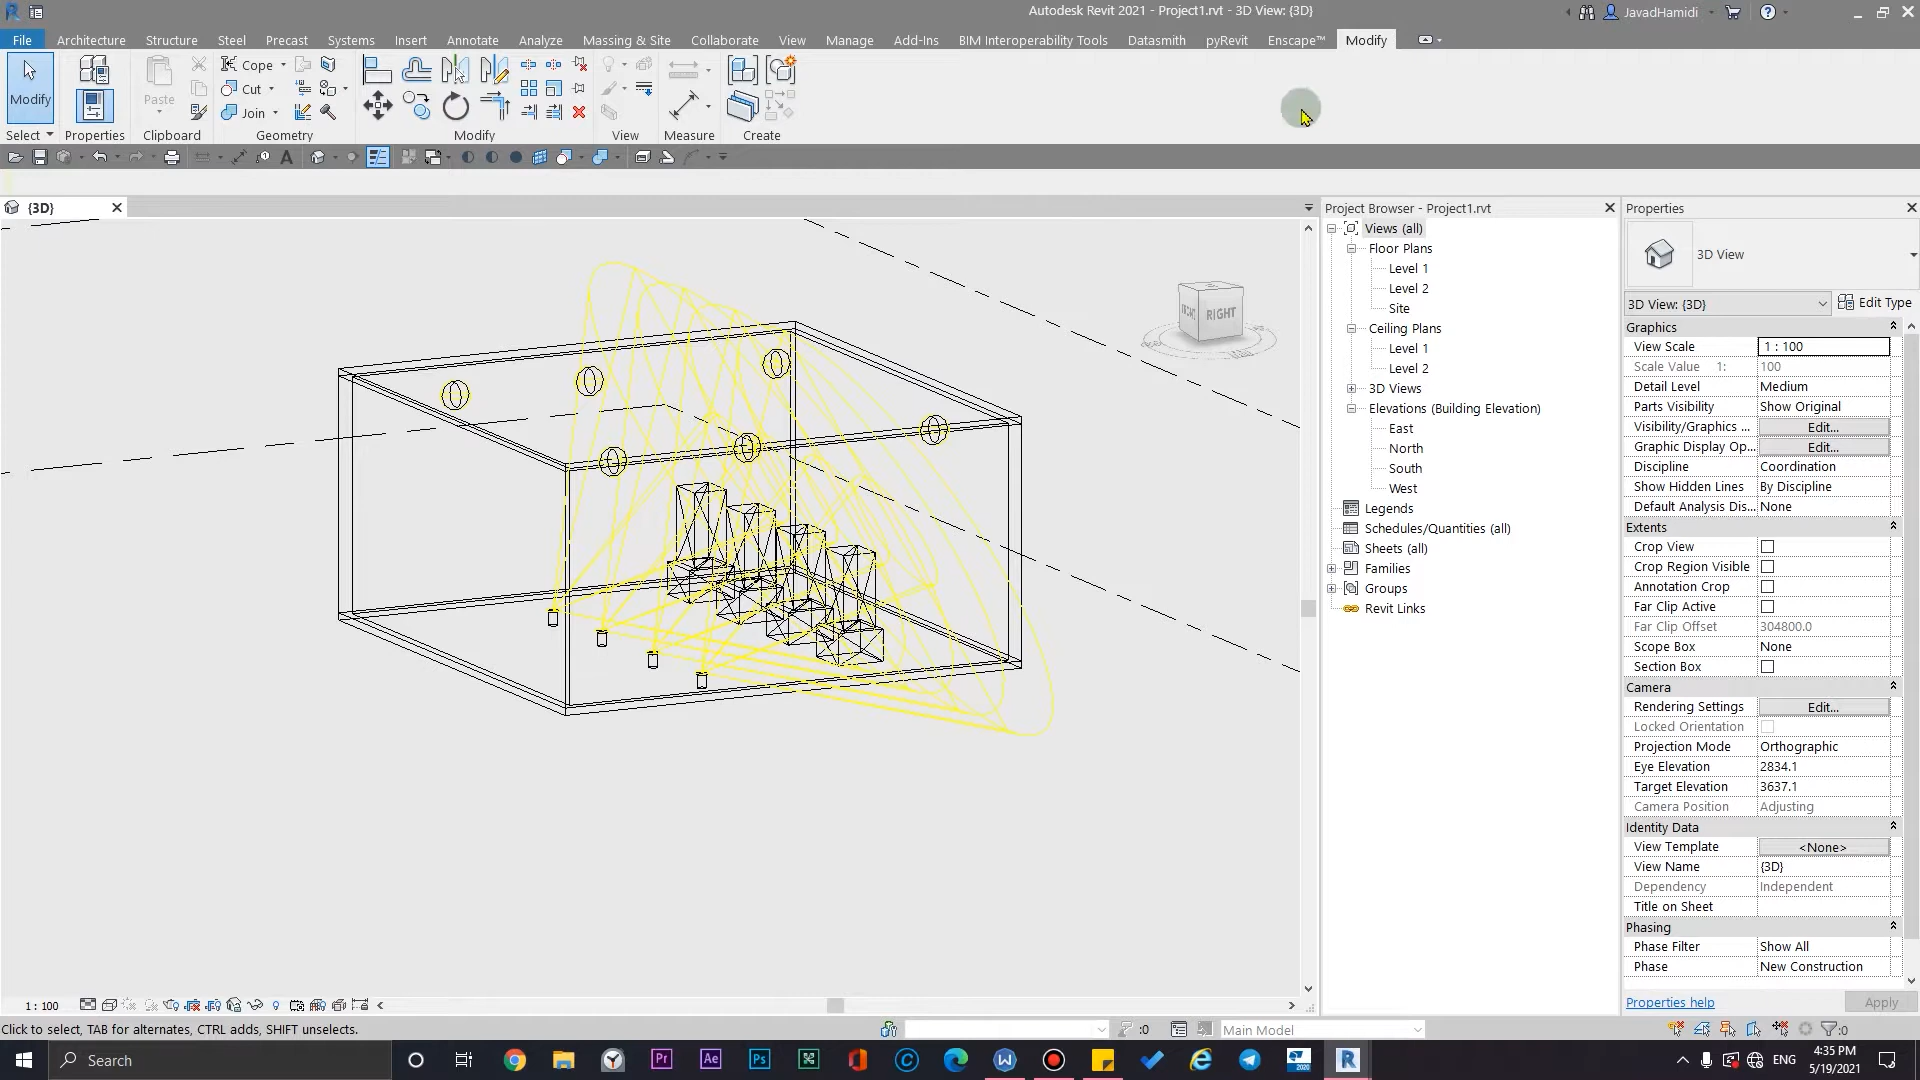 Autodesk Revit 2021 - Project1.rvt - 3D View: {3D}
JavadHamidi
File Architecture Structure Steel Precast Systems Insert Annotate Analyze Massing & Site Collaborate View Manage Add-Ins BIM Interoperability Tools Datasmith pyRevit Enscape™ Modify
Modify
Paste
Cope
Cut
Join
Select Properties Clipboard Geometry Modify View Measure Create
{3D}
RIGHT
Project Browser - Project1.rvt
Views (all)
Floor Plans
Level 1
Level 2
Site
Ceiling Plans
Level 1
Level 2
3D Views
Elevations (Building Elevation)
East
North
South
West
Legends
Schedules/Quantities (all)
Sheets (all)
Families
Groups
Revit Links
Properties
3D View
3D View: {3D} Edit Type
Graphics
View Scale 1 : 100
Scale Value 1: 100
Detail Level Medium
Parts Visibility Show Original
Visibility/Graphics ... Edit...
Graphic Display Op... Edit...
Discipline Coordination
Show Hidden Lines By Discipline
Default Analysis Dis... None
Extents
Crop View
Crop Region Visible
Annotation Crop
Far Clip Active
Far Clip Offset 304800.0
Scope Box None
Section Box
Camera
Rendering Settings Edit...
Locked Orientation
Projection Mode Orthographic
Eye Elevation 2834.1
Target Elevation 3637.1
Camera Position Adjusting
Identity Data
View Template <None>
View Name {3D}
Dependency Independent
Title on Sheet
Phasing
Phase Filter Show All
Phase New Construction
Properties help Apply
1 : 100
Click to select, TAB for alternates, CTRL adds, SHIFT unselects.
:0
Main Model
:0
Search
Pr Ae Ps
2020
R
ENG
4:35 PM
5/19/2021